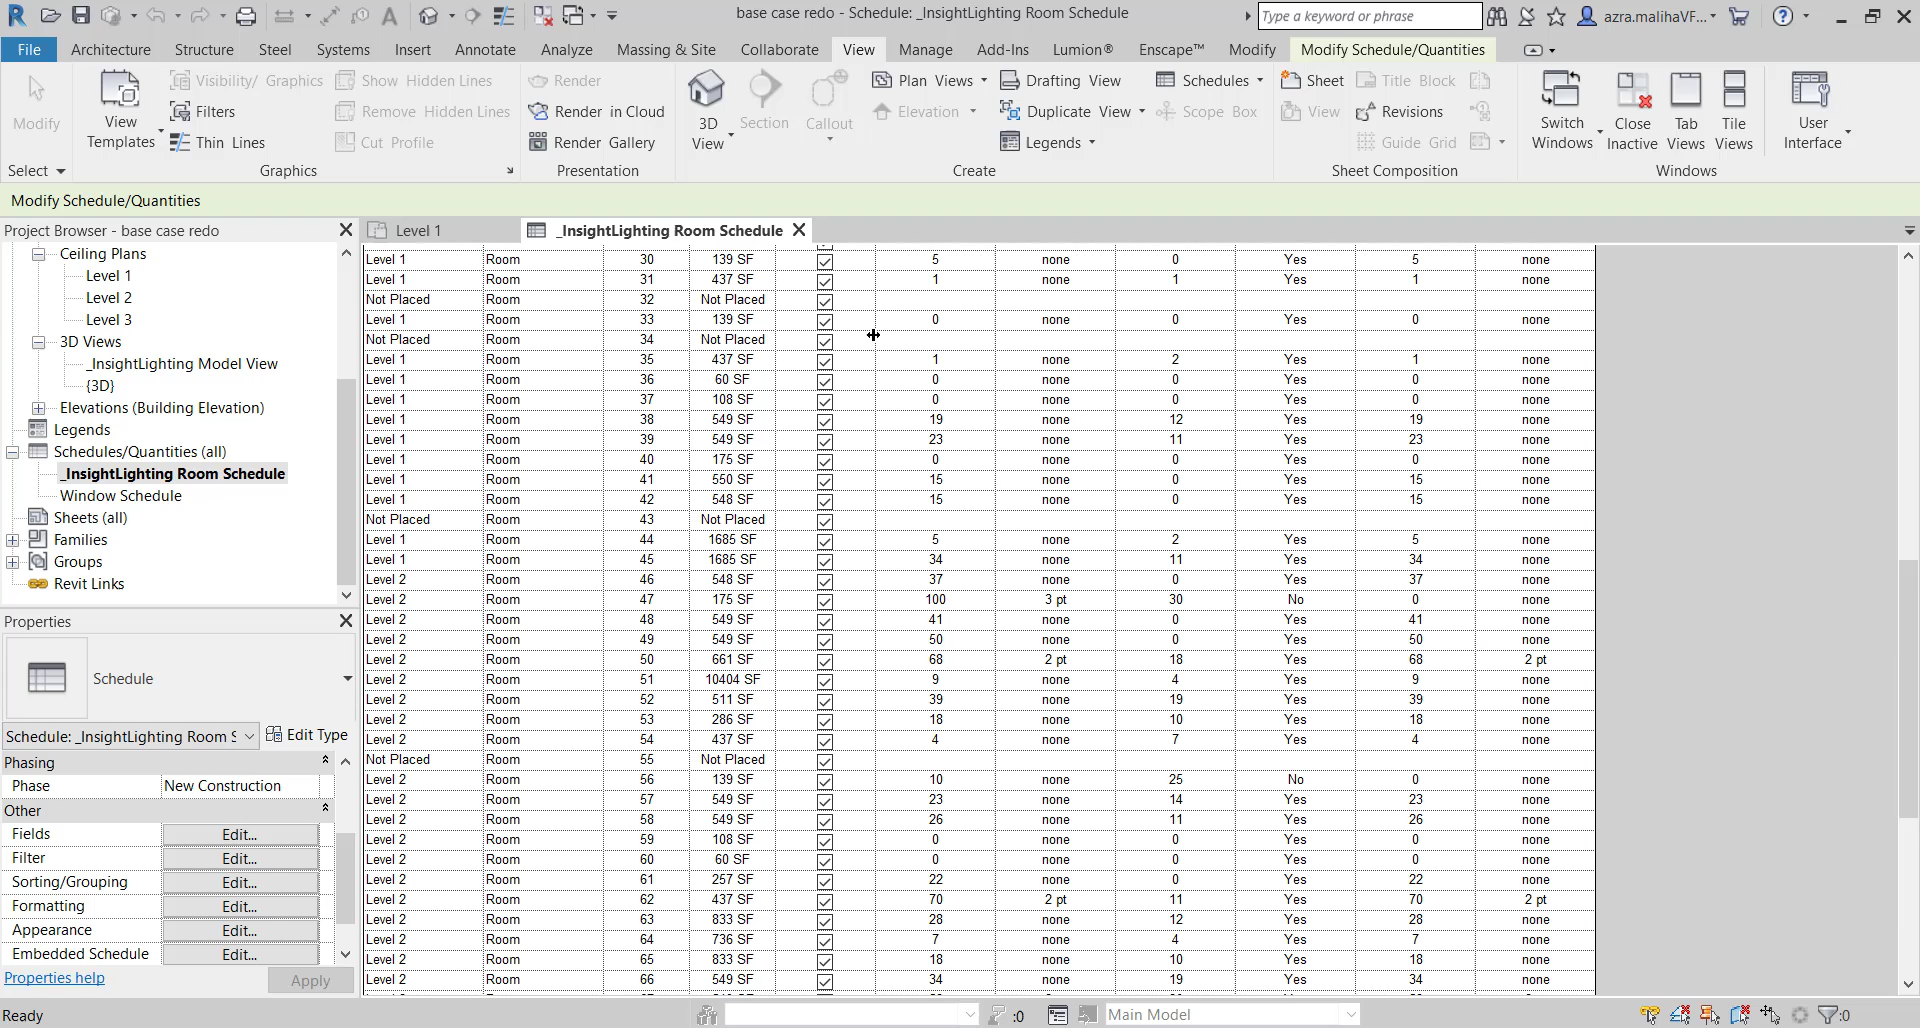 base case redo - Schedule: _InsightLighting Room Schedule
Type a keyword or phrase
azra.malihaVF...
File Architecture Structure Steel Systems Insert Annotate Analyze Massing & Site Collaborate View Manage Add-Ins Lumion® Enscape™ Modify Modify Schedule/Quantities
Modify
View
Templates
Visibility/ Graphics
Filters
Thin Lines
Show Hidden Lines
Remove Hidden Lines
Cut Profile
Render
Render in Cloud
Render Gallery
3D
View
Section
Callout
Plan Views
Elevation
Drafting View
Duplicate View
Legends
Schedules
Scope Box
Sheet
View
Title Block
Revisions
Guide Grid
Switch
Windows
Close
Inactive
Tab
Views
Tile
Views
User
Interface
Select Graphics Presentation Create Sheet Composition Windows
Modify Schedule/Quantities
Project Browser - base case redo
Ceiling Plans
Level 1
Level 2
Level 3
3D Views
_InsightLighting Model View
{3D}
Elevations (Building Elevation)
Legends
Schedules/Quantities (all)
_InsightLighting Room Schedule
Window Schedule
Sheets (all)
Families
Groups
Revit Links
Properties
Schedule
Schedule: _InsightLighting Room S
Edit Type
Phasing
Phase New Construction
Other
Fields Edit...
Filter Edit...
Sorting/Grouping Edit...
Formatting Edit...
Appearance Edit...
Embedded Schedule Edit...
Properties help Apply
Level 1 _InsightLighting Room Schedule
Level 1 Room 30 139 SF 5 none 0 Yes 5 none
Level 1 Room 31 437 SF 1 none 1 Yes 1 none
Not Placed Room 32 Not Placed
Level 1 Room 33 139 SF 0 none 0 Yes 0 none
Not Placed Room 34 Not Placed
Level 1 Room 35 437 SF 1 none 2 Yes 1 none
Level 1 Room 36 60 SF 0 none 0 Yes 0 none
Level 1 Room 37 108 SF 0 none 0 Yes 0 none
Level 1 Room 38 549 SF 19 none 12 Yes 19 none
Level 1 Room 39 549 SF 23 none 11 Yes 23 none
Level 1 Room 40 175 SF 0 none 0 Yes 0 none
Level 1 Room 41 550 SF 15 none 0 Yes 15 none
Level 1 Room 42 548 SF 15 none 0 Yes 15 none
Not Placed Room 43 Not Placed
Level 1 Room 44 1685 SF 5 none 2 Yes 5 none
Level 1 Room 45 1685 SF 34 none 11 Yes 34 none
Level 2 Room 46 548 SF 37 none 0 Yes 37 none
Level 2 Room 47 175 SF 100 3 pt 30 No 0 none
Level 2 Room 48 549 SF 41 none 0 Yes 41 none
Level 2 Room 49 549 SF 50 none 0 Yes 50 none
Level 2 Room 50 661 SF 68 2 pt 18 Yes 68 2 pt
Level 2 Room 51 10404 SF 9 none 4 Yes 9 none
Level 2 Room 52 511 SF 39 none 19 Yes 39 none
Level 2 Room 53 286 SF 18 none 10 Yes 18 none
Level 2 Room 54 437 SF 4 none 7 Yes 4 none
Not Placed Room 55 Not Placed
Level 2 Room 56 139 SF 10 none 25 No 0 none
Level 2 Room 57 549 SF 23 none 14 Yes 23 none
Level 2 Room 58 549 SF 26 none 11 Yes 26 none
Level 2 Room 59 108 SF 0 none 0 Yes 0 none
Level 2 Room 60 60 SF 0 none 0 Yes 0 none
Level 2 Room 61 257 SF 22 none 0 Yes 22 none
Level 2 Room 62 437 SF 70 2 pt 11 Yes 70 2 pt
Level 2 Room 63 833 SF 28 none 12 Yes 28 none
Level 2 Room 64 736 SF 7 none 4 Yes 7 none
Level 2 Room 65 833 SF 18 none 10 Yes 18 none
Level 2 Room 66 549 SF 34 none 19 Yes 34 none
Ready
:0 Main Model :0